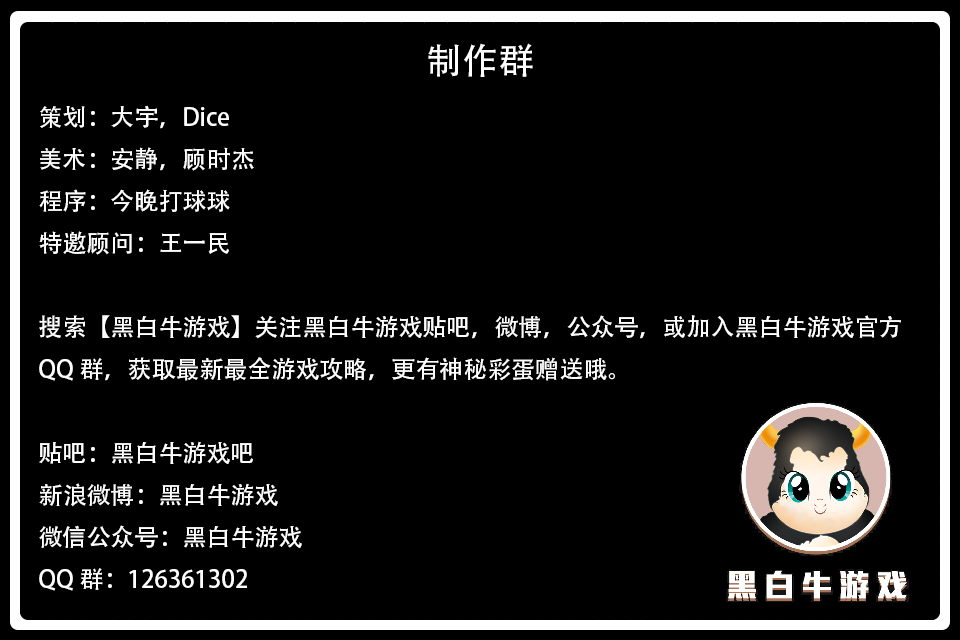 制作群
策划：大宇，Dice
美术：安静，顾时杰
程序：今晚打球球
特邀顾问：王一民
搜索【黑白牛游戏】关注黑白牛游戏贴吧，微博，公众号，或加入黑白牛游戏官方
QQ 群，获取最新最全游戏攻略，更有神秘彩蛋赠送哦。
贴吧：黑白牛游戏吧
新浪微博：黑白牛游戏
微信公众号：黑白牛游戏
QQ 群：126361302
黑白牛游戏